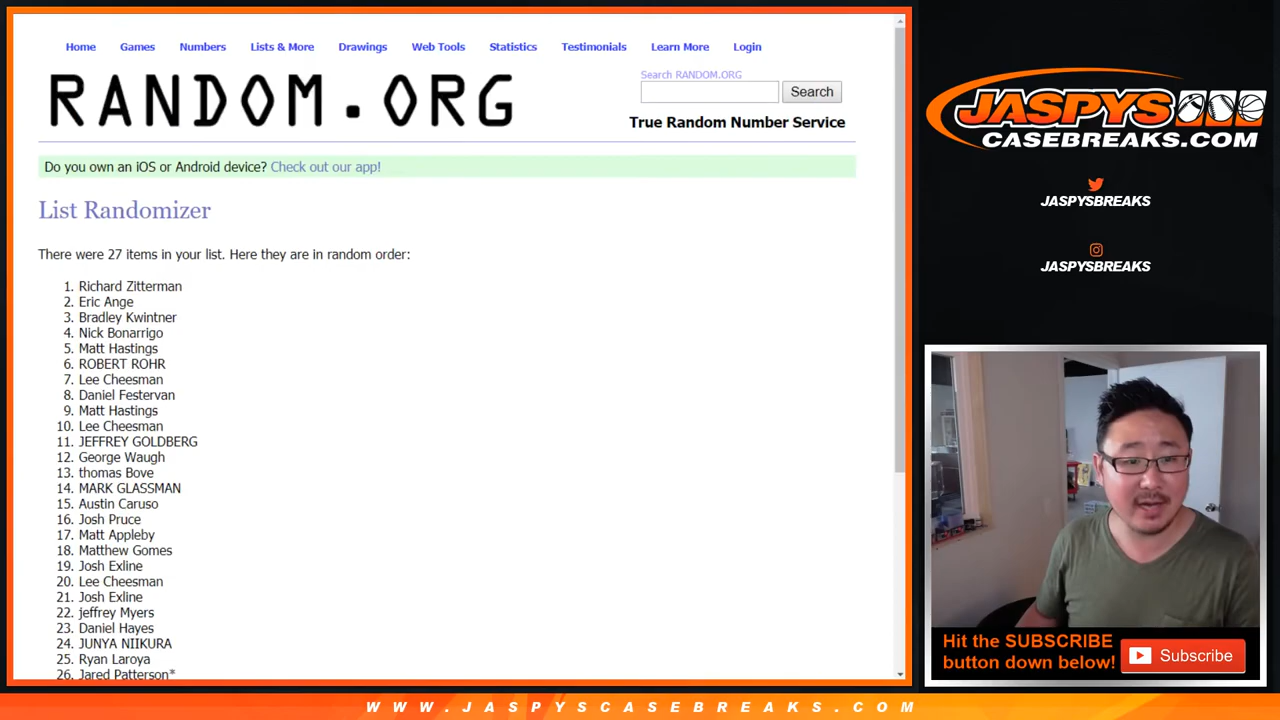 Home Games Numbers Lists & More Drawings Web Tools Statistics Testimonials Learn More Login
RANDOM.ORG
Search RANDOM.ORG
Search
True Random Number Service
Do you own an iOS or Android device? Check out our app!
List Randomizer
There were 27 items in your list. Here they are in random order:
1. Richard Zitterman
2. Eric Ange
3. Bradley Kwintner
4. Nick Bonarrigo
5. Matt Hastings
6. ROBERT ROHR
7. Lee Cheesman
8. Daniel Festervan
9. Matt Hastings
10. Lee Cheesman
11. JEFFREY GOLDBERG
12. George Waugh
13. thomas Bove
14. MARK GLASSMAN
15. Austin Caruso
16. Josh Pruce
17. Matt Appleby
18. Matthew Gomes
19. Josh Exline
20. Lee Cheesman
21. Josh Exline
22. jeffrey Myers
23. Daniel Hayes
24. JUNYA NIIKURA
25. Ryan Laroya
26. Jared Patterson*
JASPYS
CASEBREAKS.COM
JASPYSBREAKS
JASPYSBREAKS
Hit the SUBSCRIBE
button down below!
Subscribe
WWW.JASPYSCASEBREAKS.COM